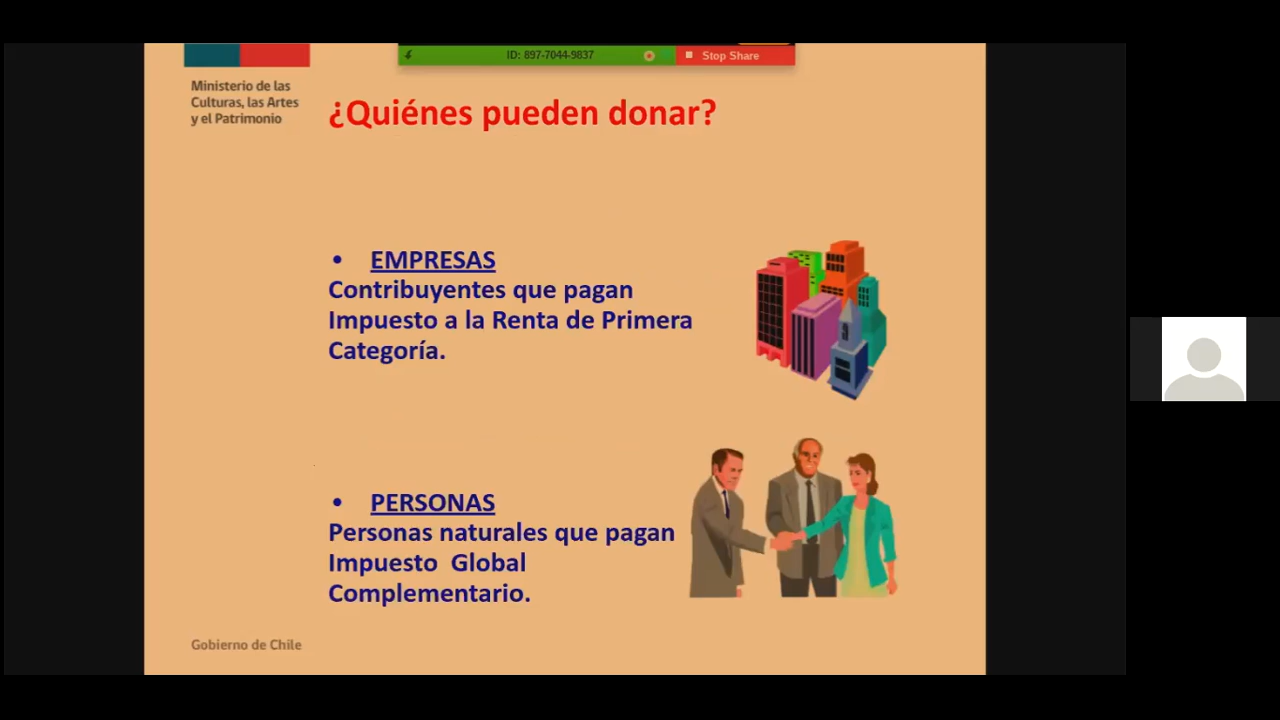 ID: 897-7044-9837
Stop Share
Ministerio de las
Culturas, las Artes
y el Patrimonio
¿Quiénes pueden donar?
• EMPRESAS
Contribuyentes que pagan
Impuesto a la Renta de Primera
Categoría.
• PERSONAS
Personas naturales que pagan
Impuesto Global
Complementario.
Gobierno de Chile